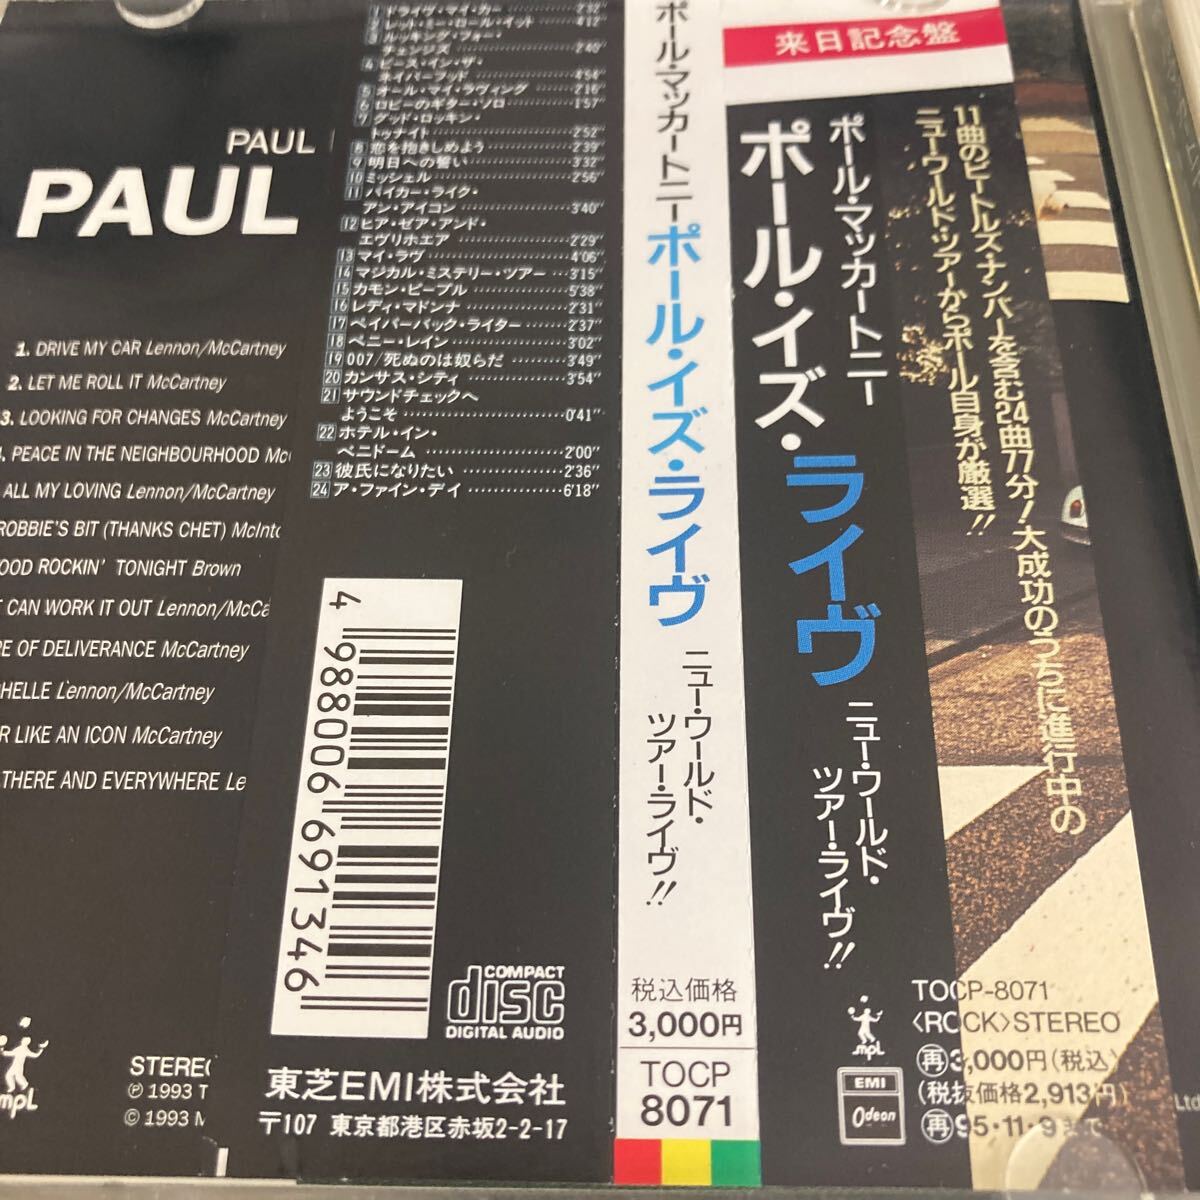 PAUL
PAUL
1. DRIVE MY CAR Lennon/McCartney
2. LET ME ROLL IT McCartney
3. LOOKING FOR CHANGES McCartney
PEACE IN THE NEIGHBOURHOOD Mc
ALL MY LOVING Lennon/McCartney
ROBBIE'S BIT (THANKS CHET) McInto
OOD ROCKIN' TONIGHT Brown
CAN WORK IT OUT Lennon/McCa
RE OF DELIVERANCE McCartney
HELLE Lennon/McCartney
R LIKE AN ICON McCartney
THERE AND EVERYWHERE Le
mpL
STEREO
Ⓟ 1993 T
© 1993 M
ドライヴ・マイ・カー 2'32"
2 レット・ミー・ロール・イット 4'12"
3 ルッキング・フォー・
チェンジズ 2'40"
4 ピース・イン・ザ・
ネイバーフッド 4'54"
5 オール・マイ・ラヴィング 2'16"
6 ロビーのギター・ソロ 1'57"
7 グッド・ロッキン・
トゥナイト 2'52"
8 恋を抱きしめよう 2'39"
9 明日への誓い 3'32"
10 ミッシェル 2'56"
11 バイカー・ライク・
アン・アイコン 3'40"
12 ヒア・ゼア・アンド・
エヴリホエア 2'29"
13 マイ・ラヴ 4'06"
14 マジカル・ミステリー・ツアー 3'15"
15 カモン・ピープル 5'38"
16 レディ・マドンナ 2'31"
17 ペイパーバック・ライター 2'37"
18 ペニー・レイン 3'02"
19 007/死ぬのは奴らだ 3'49"
20 カンサス・シティ 3'54"
21 サウンドチェックへ
ようこそ 0'41"
22 ホテル・イン・
ベニドーム 2'00"
23 彼氏になりたい 2'36"
24 ア・ファイン・デイ 6'18"
4 988006 691346
COMPACT
disc
DIGITAL AUDIO
東芝EMI株式会社
〒107 東京都港区赤坂2-2-17
ポール・マッカートニー
ポール・イズ・ライヴ
ニュー・ワールド・
ツアー・ライヴ!!
税込価格
3,000円
TOCP
8071
来日記念盤
11曲のビートルズ・ナンバーを含む24曲77分! 大成功のうちに進行中の
ニュー・ワールド・ツアーからポール自身が厳選!!
ポール・マッカートニー
ポール・イズ・ライヴ
ニュー・ワールド・
ツアー・ライヴ!!
mpL
EMI
Odeon
TOCP-8071
〈ROCK〉STEREO
再 3,000円(税込)
(税抜価格2,913円)
再 95・11・9まで
Ltd